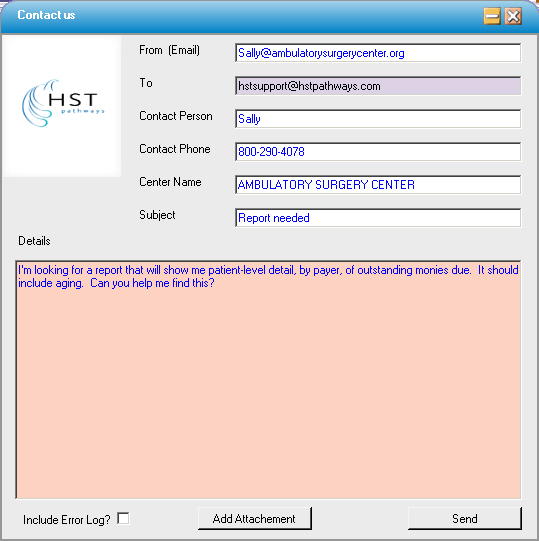 Contact us
HST
pathways
From (Email) Sally@ambulatorysurgerycenter.org
To hstsupport@hstpathways.com
Contact Person Sally
Contact Phone 800-290-4078
Center Name AMBULATORY SURGERY CENTER
Subject Report needed
Details
I'm looking for a report that will show me patient-level detail, by payer, of outstanding monies due.  It should
include aging.  Can you help me find this?
Include Error Log? Add Attachement Send